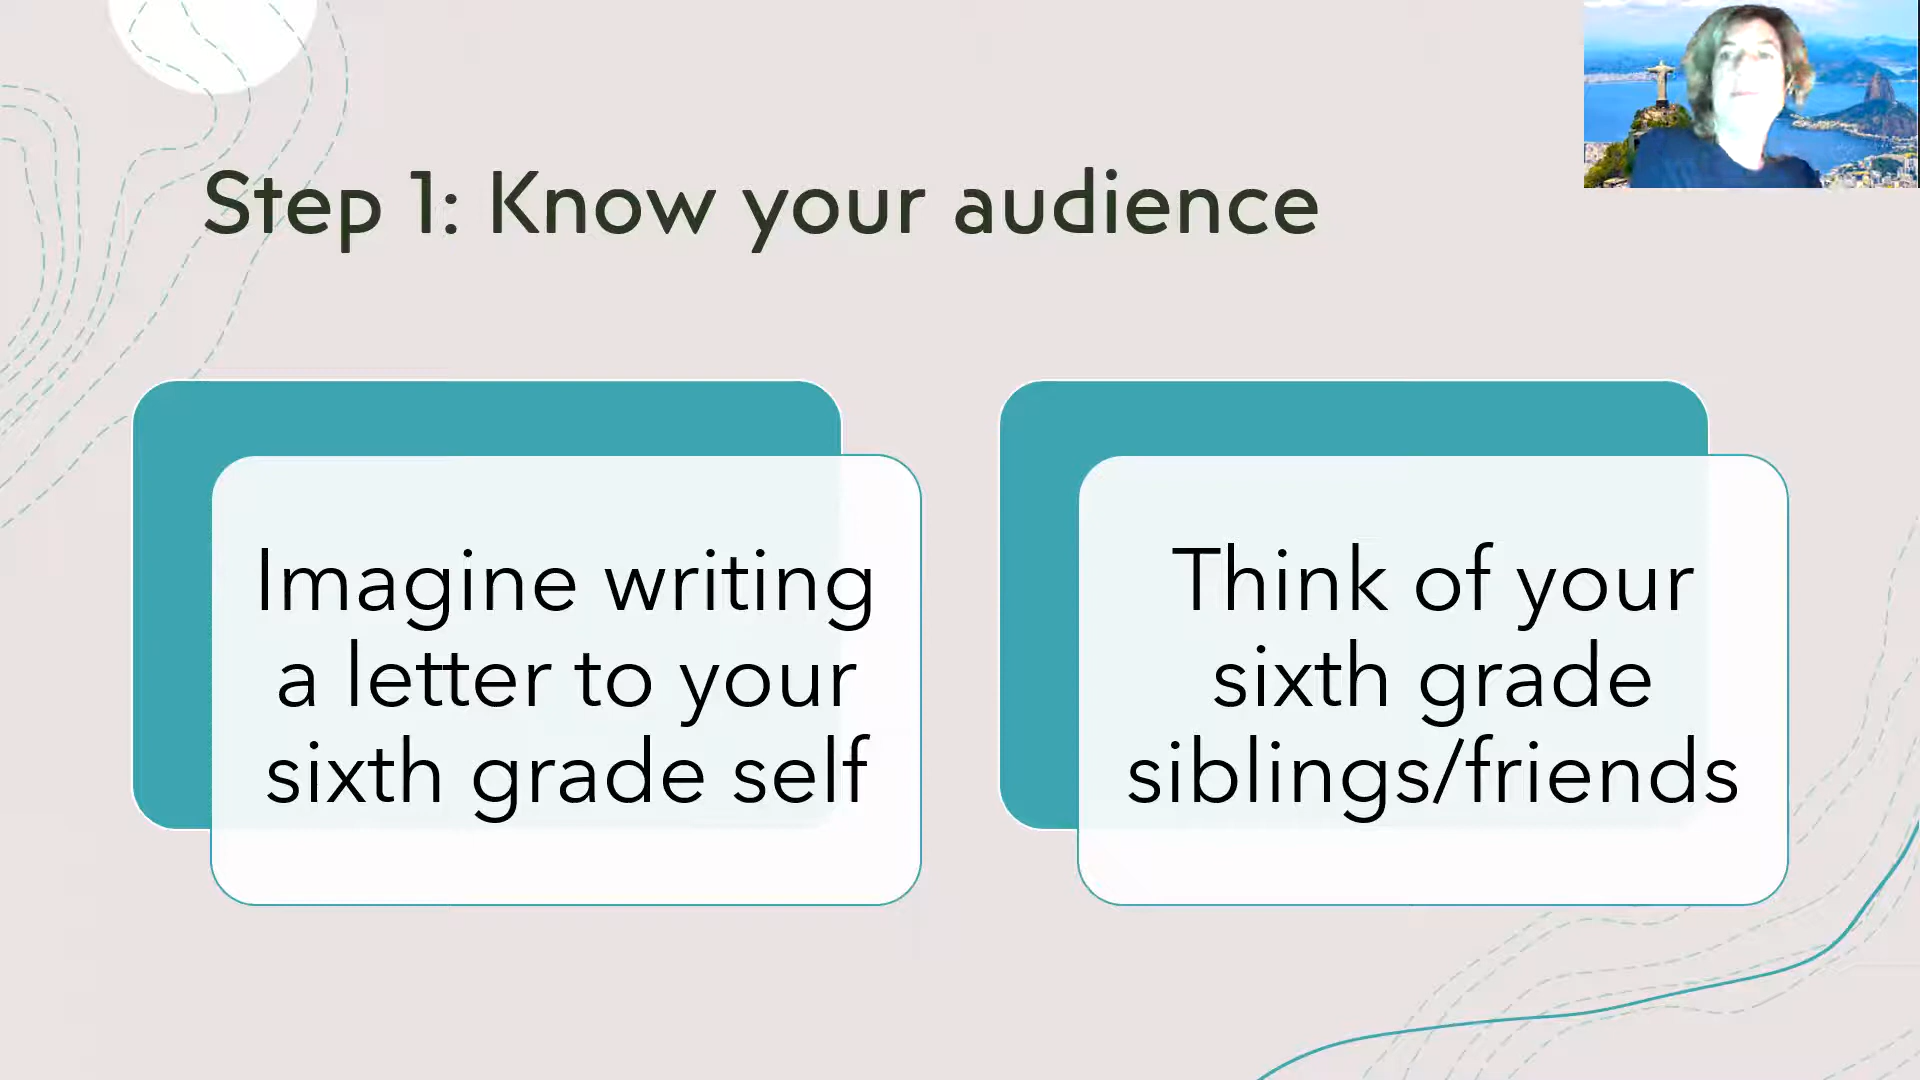 Step 1: Know your audience
Imagine writing
a letter to your
sixth grade self
Think of your
sixth grade
siblings/friends